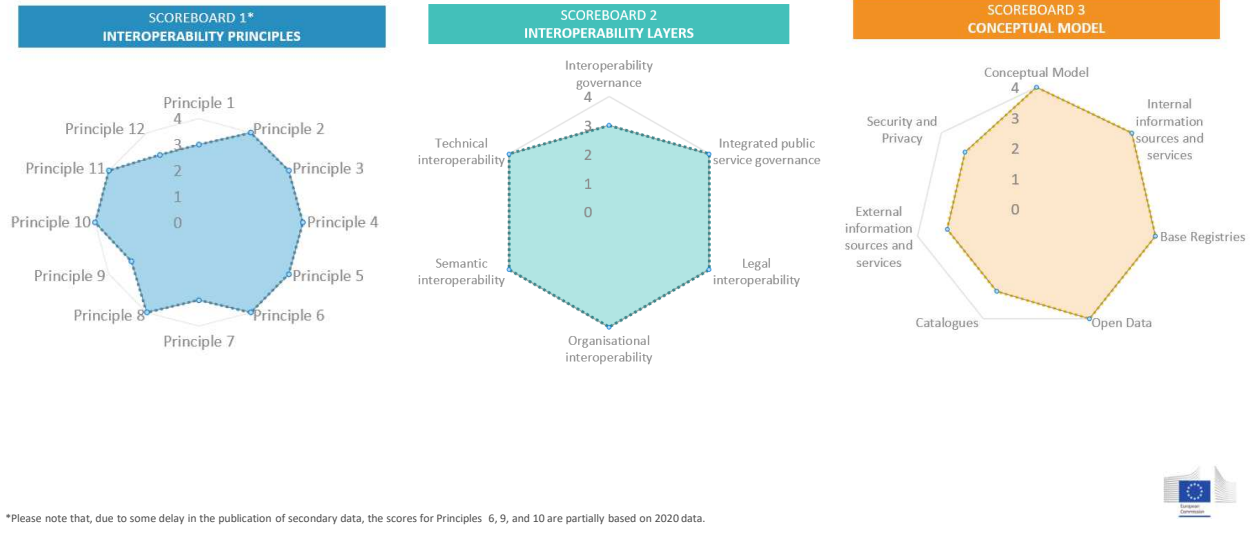 SCOREBOARD 1*
INTEROPERABILITY PRINCIPLES
Principle 1
4
3
2
1
0
Principle 2
Principle 3
Principle 4
Principle 5
Principle 6
Principle 7
Principle 8
Principle 9
Principle 10
Principle 11
Principle 12
SCOREBOARD 2
INTEROPERABILITY LAYERS
Interoperability
governance
4
3
2
1
0
Integrated public
service governance
Legal
interoperability
Organisational
interoperability
Semantic
interoperability
Technical
interoperability
SCOREBOARD 3
CONCEPTUAL MODEL
Conceptual Model
4
3
2
1
0
Internal
information
sources and
services
Base Registries
Open Data
Catalogues
External
information
sources and
services
Security and
Privacy
European
Commission
*Please note that, due to some delay in the publication of secondary data, the scores for Principles 6, 9, and 10 are partially based on 2020 data.